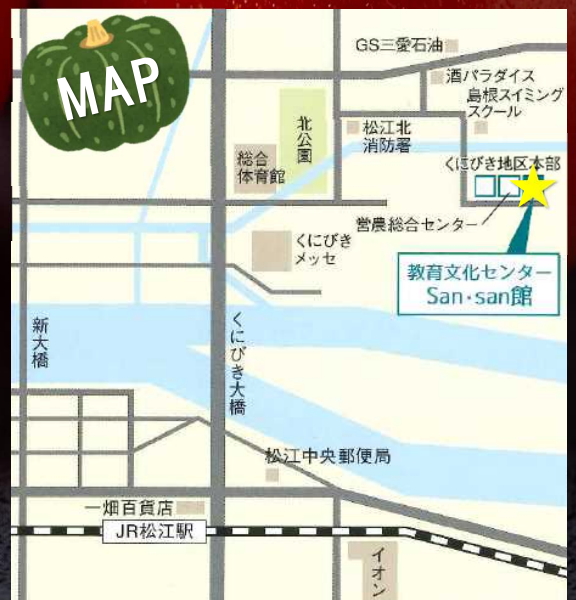 MAP
GS三愛石油
酒パラダイス
島根スイミング
スクール
北公園
松江北
消防署
総合
体育館
くにびき地区本部
営農総合センター
くにびき
メッセ
教育文化センター
San・san館
新大橋
くにびき大橋
松江中央郵便局
一畑百貨店
JR松江駅
イオン